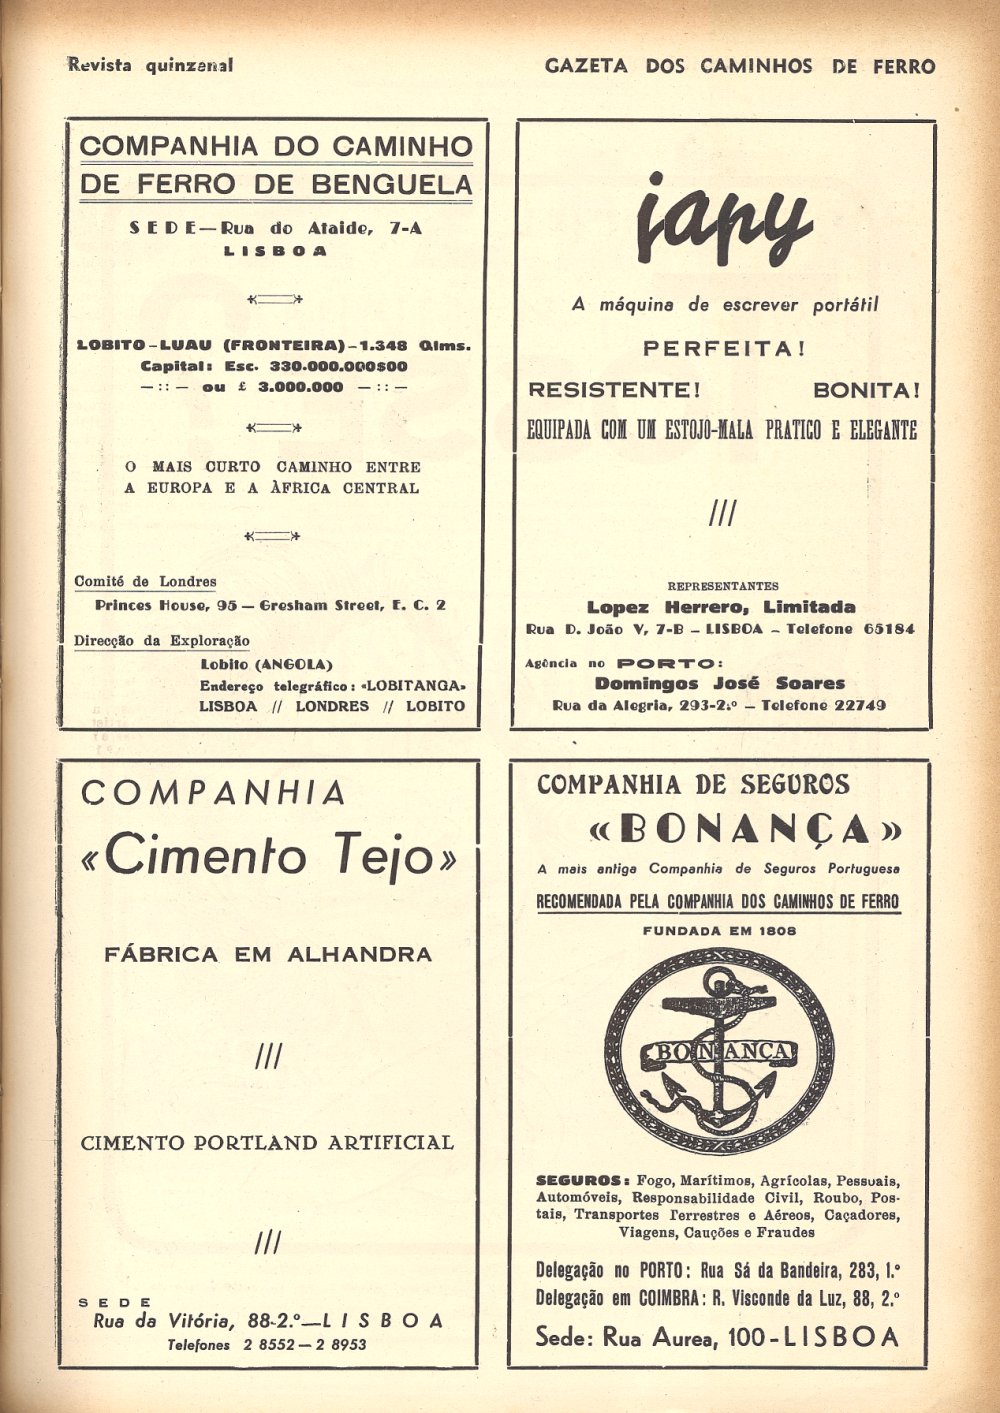 Revista quinzenal
GAZETA DOS CAMINHOS DE FERRO
COMPANHIA DO CAMINHO
DE FERRO DE BENGUELA
SEDE—Rua do Ataide, 7-A
LISBOA
LOBITO-LUAU (FRONTEIRA)-1.348 Qlms.
Capital: Esc. 330.000.000$00
—::— ou £ 3.000.000 —::—
O MAIS CURTO CAMINHO ENTRE
A EUROPA E A ÀFRICA CENTRAL
Comité de Londres
Princes House, 95 — Gresham Street, E. C. 2
Direcção da Exploração
Lobito (ANGOLA)
Endereço telegráfico: «LOBITANGA»
LISBOA // LONDRES // LOBITO
japy
A máquina de escrever portátil
PERFEITA!
RESISTENTE! BONITA!
EQUIPADA COM UM ESTOJO-MALA PRATICO E ELEGANTE
///
REPRESENTANTES
Lopez Herrero, Limitada
Rua D. João V, 7-B — LISBOA — Telefone 65184
Agência no PORTO:
Domingos José Soares
Rua da Alegria, 293-2.º — Telefone 22749
COMPANHIA
«Cimento Tejo»
FÁBRICA EM ALHANDRA
///
CIMENTO PORTLAND ARTIFICIAL
///
SEDE
Rua da Vitória, 88-2.º—LISBOA
Telefones 2 8552 — 2 8953
COMPANHIA DE SEGUROS
«BONANÇA»
A mais antiga Companhia de Seguros Portuguesa
RECOMENDADA PELA COMPANHIA DOS CAMINHOS DE FERRO
FUNDADA EM 1808
BONANÇA
SEGUROS: Fogo, Marítimos, Agrícolas, Pessoais,
Automóveis, Responsabilidade Civil, Roubo, Pos-
tais, Transportes Terrestres e Aéreos, Caçadores,
Viagens, Cauções e Fraudes
Delegação no PORTO: Rua Sá da Bandeira, 283, 1.º
Delegação em COIMBRA: R. Visconde da Luz, 88, 2.º
Sede: Rua Aurea, 100-LISBOA